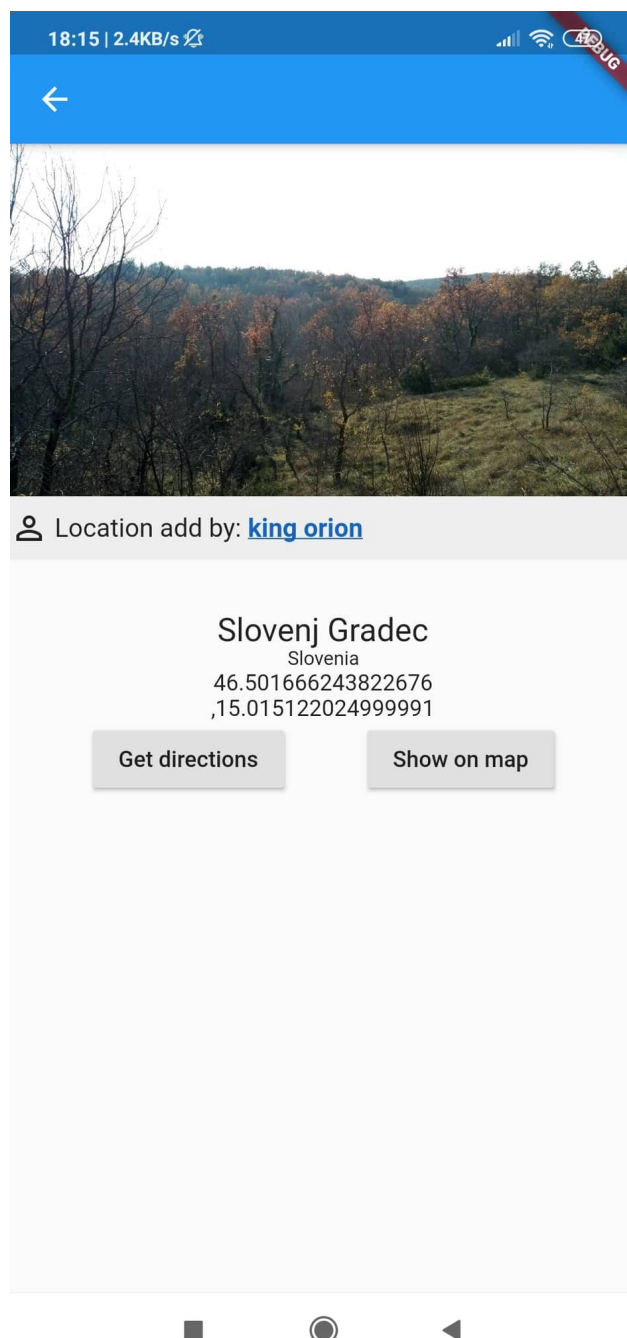 18:15 | 2.4KB/s
DEBUG
Location add by: king orion
Slovenj Gradec
Slovenia
46.501666243822676
,15.015122024999991
Get directions
Show on map